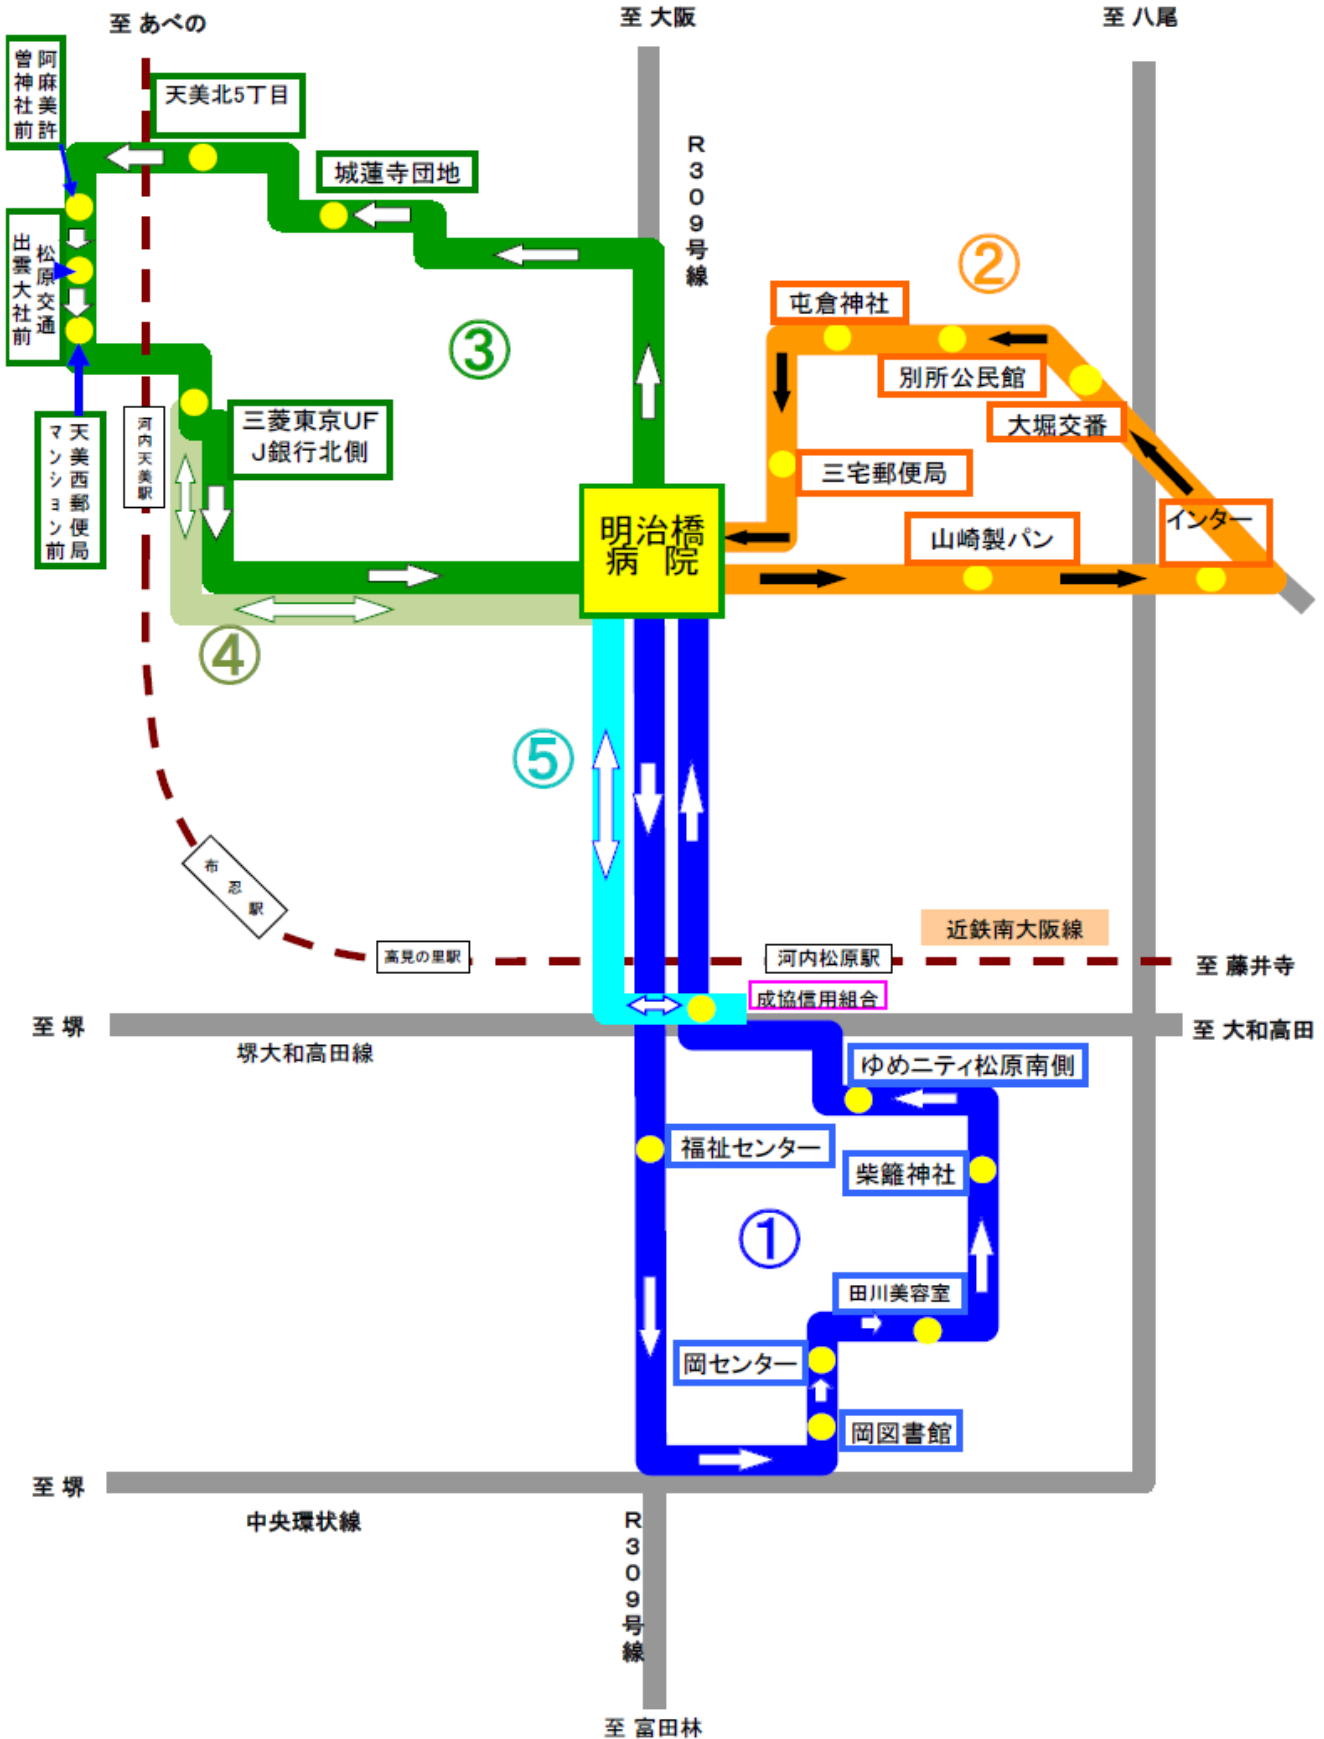 至 あべの
至 大阪
至 八尾
阿麻美許
曽神社前
天美北5丁目
城蓮寺団地
R309号線
②
松原交通
出雲大社前
屯倉神社
③
別所公民館
大堀交番
三菱東京UF
J銀行北側
河内天美駅
天美西郵便局
マンション前
三宅郵便局
明治橋
病 院
山崎製パン
インター
④
⑤
布忍駅
近鉄南大阪線
高見の里駅
河内松原駅
至 藤井寺
成協信用組合
至 堺
至 大和高田
堺大和高田線
ゆめニティ松原南側
福祉センター
柴籬神社
①
田川美容室
岡センター
岡図書館
至 堺
中央環状線
R309号線
至 富田林